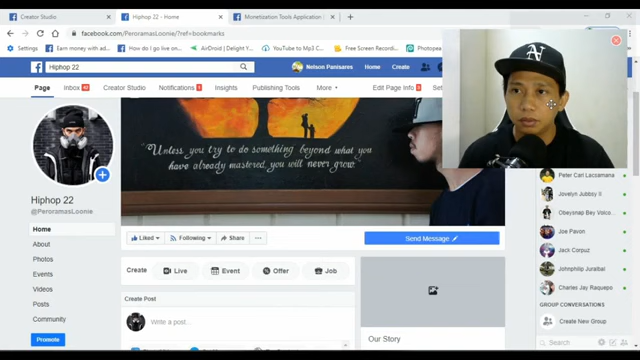 Creator Studio
Hiphop 22 - Home
Monetization Tools Application (
facebook.com/PeroramasLoonie/?ref=bookmarks
Settings
Earn money with ad...
How do I go live on...
AirDroid | Delight Y...
YouTube to Mp3 C...
Free Screen Recordi...
Photopea
Hiphop 22
Nelson Panisares
Home
Create
Page
Inbox
Creator Studio
Notifications
Insights
Publishing Tools
More
Edit Page Info
"Unless you try to do something beyond what you
have already mastered, you will never grow."
Hiphop 22
@PeroramasLoonie
Home
About
Photos
Events
Videos
Posts
Community
Promote
Liked
Following
Share
Send Message
Create
Live
Event
Offer
Job
Create Post
Write a post...
Our Story
Peter Carl Lacsamana
Jovelyn Jubbsy II
Obeyznap Bey Voco...
Joe Pavon
Jack Corpuz
Johnphilip Juralbal
Charles Jay Raquepo
GROUP CONVERSATIONS
Create New Group
Search